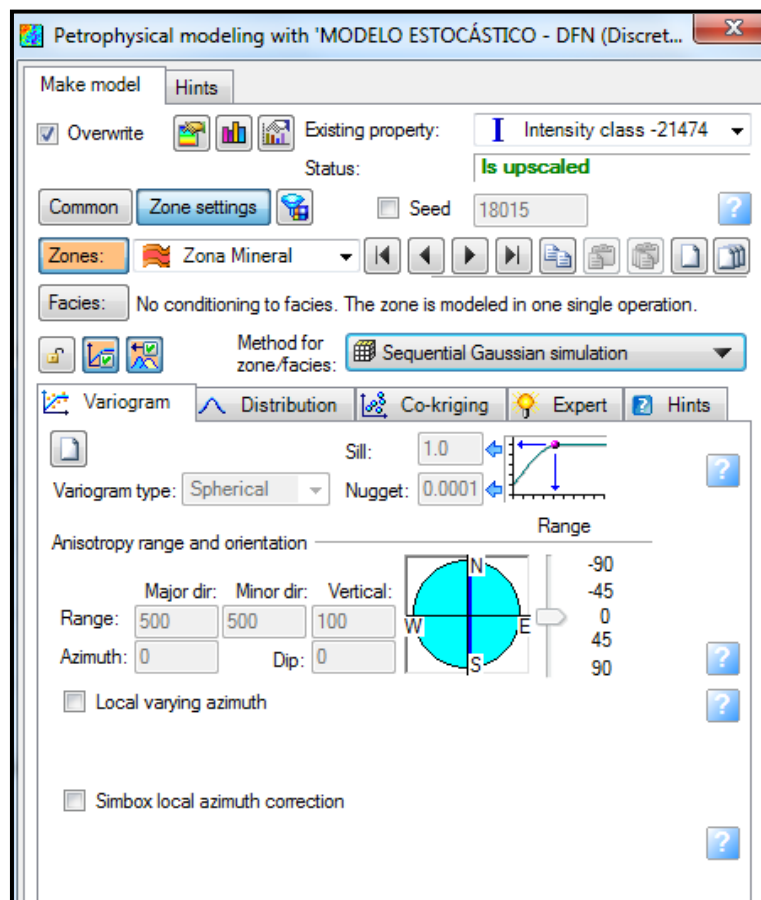 Petrophysical modeling with 'MODELO ESTOCÁSTICO - DFN (Discret...
Make model Hints
Overwrite Existing property: I Intensity class -21474
Status: Is upscaled
Common Zone settings Seed 18015 ?
Zones: Zona Mineral
Facies: No conditioning to facies. The zone is modeled in one single operation.
Method for
zone/facies: Sequential Gaussian simulation
Variogram Distribution Co-kriging Expert ? Hints
Sill: 1.0 ?
Variogram type: Spherical Nugget: 0.0001
Range
Anisotropy range and orientation
N -90
Major dir: Minor dir: Vertical: -45
Range: 500 500 100 W E 0
45
Azimuth: 0 Dip: 0 S 90 ?
Local varying azimuth ?
Simbox local azimuth correction
?